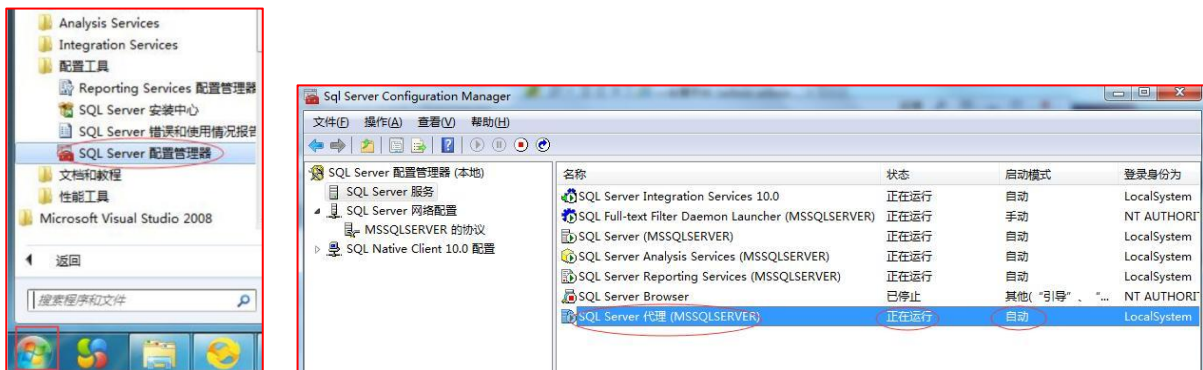 Analysis Services
Integration Services
配置工具
Reporting Services 配置管理器
SQL Server 安装中心
SQL Server 错误和使用情况报告
SQL Server 配置管理器
文档和教程
性能工具
Microsoft Visual Studio 2008
返回
搜索程序和文件
Sql Server Configuration Manager
文件(F) 操作(A) 查看(V) 帮助(H)
SQL Server 配置管理器 (本地)
SQL Server 服务
SQL Server 网络配置
MSSQLSERVER 的协议
SQL Native Client 10.0 配置
名称 状态 启动模式 登录身份为
SQL Server Integration Services 10.0 正在运行 自动 LocalSystem
SQL Full-text Filter Daemon Launcher (MSSQLSERVER) 正在运行 手动 NT AUTHORI
SQL Server (MSSQLSERVER) 正在运行 自动 LocalSystem
SQL Server Analysis Services (MSSQLSERVER) 正在运行 自动 LocalSystem
SQL Server Reporting Services (MSSQLSERVER) 正在运行 自动 LocalSystem
SQL Server Browser 已停止 其他(“引导”、 “... NT AUTHORI
SQL Server 代理 (MSSQLSERVER) 正在运行 自动 LocalSystem